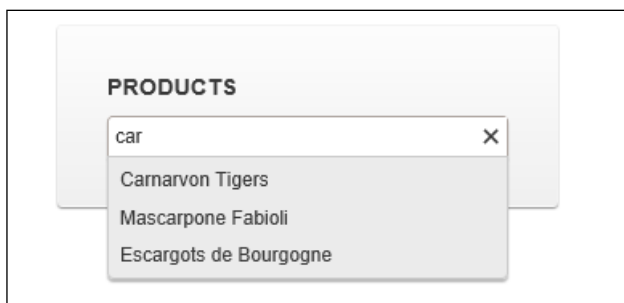 PRODUCTS
car
Carnarvon Tigers
Mascarpone Fabioli
Escargots de Bourgogne